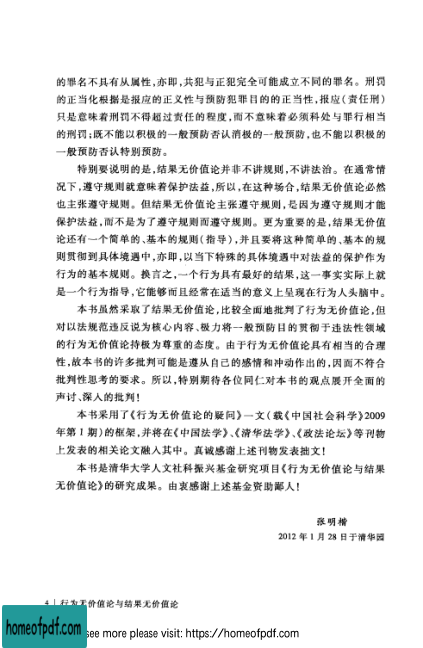 的罪名不具有从属性,亦即,共犯与正犯完全可能成立不同的罪名。刑罚
的正当化根据是报应的正义性与预防犯罪目的的正当性,报应(责任刑)
只是意味着刑罚不得超过责任的程度,而不意味着必须科处与罪行相当
的刑罚;既不能以积极的一般预防否认消极的一般预防,也不能以积极的
一般预防否认特别预防。
特别要说明的是,结果无价值论并非不讲规则,不讲法治。在通常情
况下,遵守规则就意味着保护法益,所以,在这种场合,结果无价值论必然
也主张遵守规则。但结果无价值论主张遵守规则,是因为遵守规则才能
保护法益,而不是为了遵守规则而遵守规则。更为重要的是,结果无价值
论还有一个简单的、基本的规则(指导),并且要将这种简单的、基本的规
则贯彻到具体境遇中,亦即,以当下特殊的具体境遇中对法益的保护作为
行为的基本规则。换言之,一个行为具有最好的结果,这一事实实际上就
是一个行为指导,它能够而且经常在适当的意义上呈现在行为人头脑中。
本书虽然采取了结果无价值论,比较全面地批判了行为无价值论,但
对以法规范违反说为核心内容、极力将一般预防目的贯彻于违法性领域
的行为无价值论持极为尊重的态度。由于行为无价值论具有相当的合理
性,故本书的许多批判可能是遵从自己的感情和冲动作出的,因而不符合
批判性思考的要求。所以,特别期待各位同仁对本书的观点展开全面的
声讨、深入的批判!
本书采用了《行为无价值论的疑问》一文(载《中国社会科学》2009
年第1期)的框架,并将在《中国法学》、《清华法学》、《政法论坛》等刊物
上发表的相关论文融入其中。真诚感谢上述刊物发表拙文!
本书是清华大学人文社科振兴基金研究项目《行为无价值论与结果
无价值论》的研究成果。由衷感谢上述基金资助鄙人!
张明楷
2012年1月28日于清华园
4 | 行为无价值论与结果无价值论
homeofpdf.com
see more please visit: https://homeofpdf.com